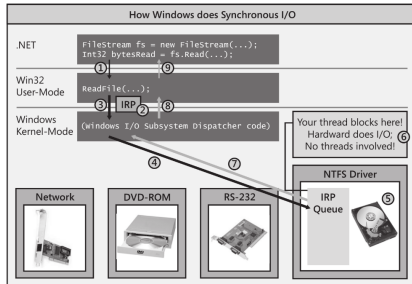 How Windows does Synchronous I/O
.NET
FileStream fs = new FileStream(...);
Int32 bytesRead = fs.Read(...);
① ⑨
Win32
User-Mode
ReadFile(...);
③ IRP ② ⑧
Windows
Kernel-Mode
(Windows I/O Subsystem Dispatcher code)
Your thread blocks here!
Hardward does I/O;
No threads involved!
⑥
④ ⑦
Network
DVD-ROM
RS-232
NTFS Driver
IRP
Queue
⑤